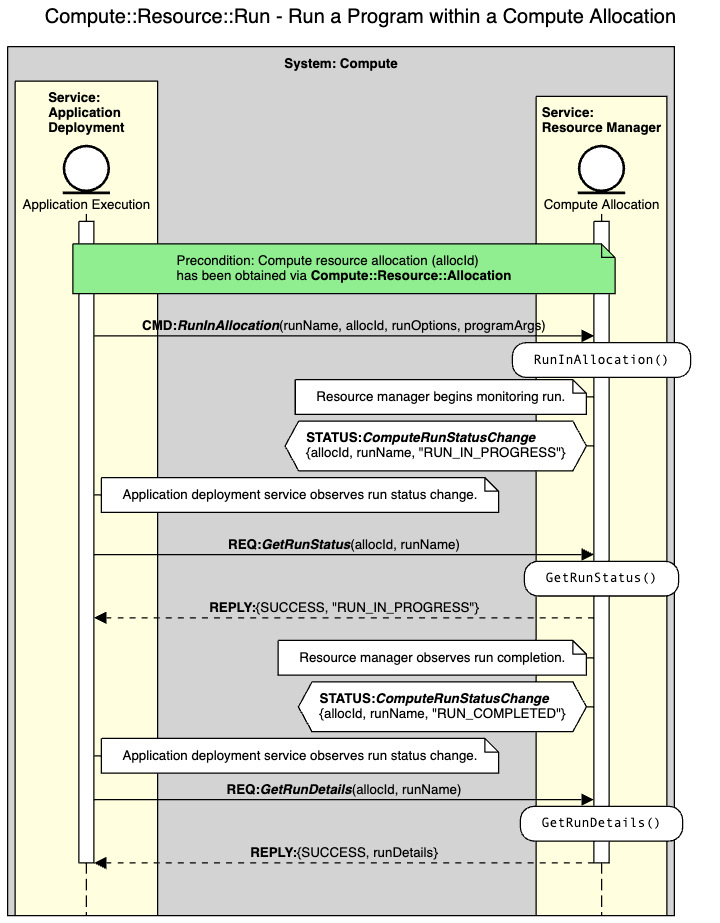 Compute::Resource::Run - Run a Program within a Compute Allocation
System: Compute
Service:
Application
Deployment
Service:
Resource Manager
Application Execution
Compute Allocation
Precondition: Compute resource allocation (allocId)
has been obtained via Compute::Resource::Allocation
CMD:RunInAllocation(runName, allocId, runOptions, programArgs)
RunInAllocation()
Resource manager begins monitoring run.
STATUS:ComputeRunStatusChange
{allocId, runName, "RUN_IN_PROGRESS"}
Application deployment service observes run status change.
REQ:GetRunStatus(allocId, runName)
GetRunStatus()
REPLY:{SUCCESS, "RUN_IN_PROGRESS"}
Resource manager observes run completion.
STATUS:ComputeRunStatusChange
{allocId, runName, "RUN_COMPLETED"}
Application deployment service observes run status change.
REQ:GetRunDetails(allocId, runName)
GetRunDetails()
REPLY:{SUCCESS, runDetails}